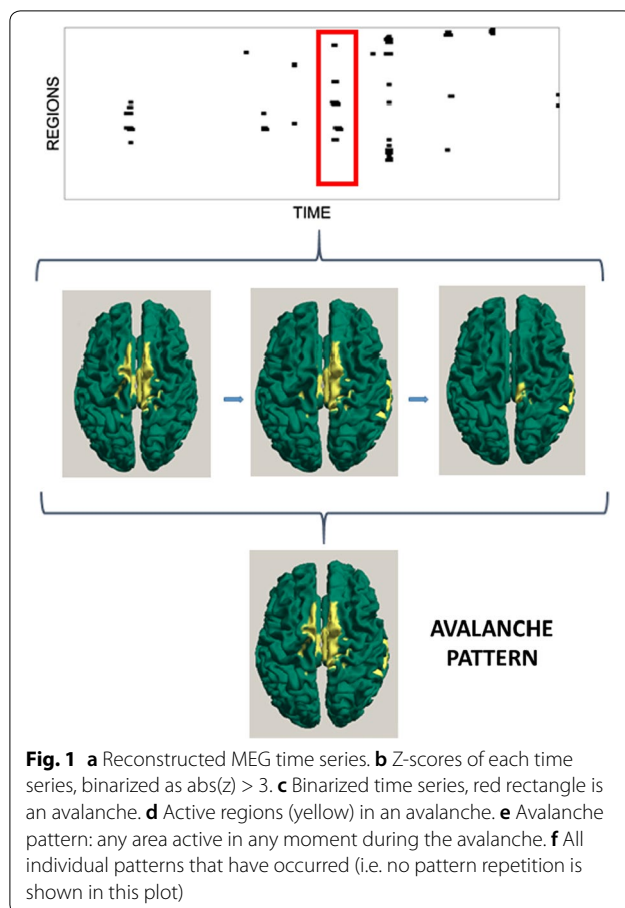 REGIONS
TIME
AVALANCHE
PATTERN
Fig. 1 a Reconstructed MEG time series. b Z-scores of each time
series, binarized as abs(z) > 3. c Binarized time series, red rectangle is
an avalanche. d Active regions (yellow) in an avalanche. e Avalanche
pattern: any area active in any moment during the avalanche. f All
individual patterns that have occurred (i.e. no pattern repetition is
shown in this plot)